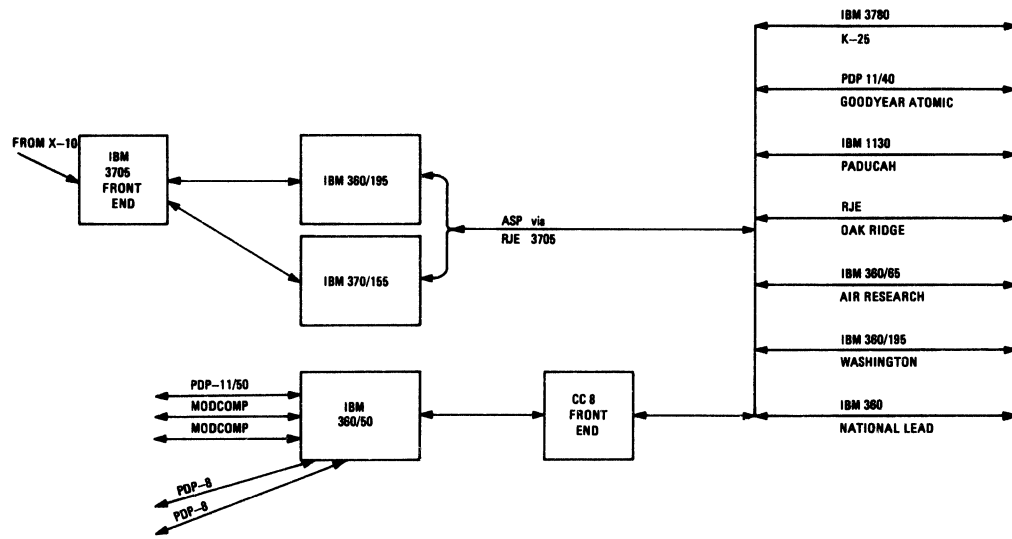 IBM 3780
K-25
PDP 11/40
GOODYEAR ATOMIC
FROM X-10
IBM
3705
FRONT
END
IBM 360/195
IBM 1130
PADUCAH
ASP via
RJE 3705
RJE
OAK RIDGE
IBM 370/155
IBM 360/65
AIR RESEARCH
IBM 360/195
WASHINGTON
PDP-11/50
MODCOMP
MODCOMP
IBM
360/50
CC 8
FRONT
END
IBM 360
NATIONAL LEAD
PDP-8
PDP-8